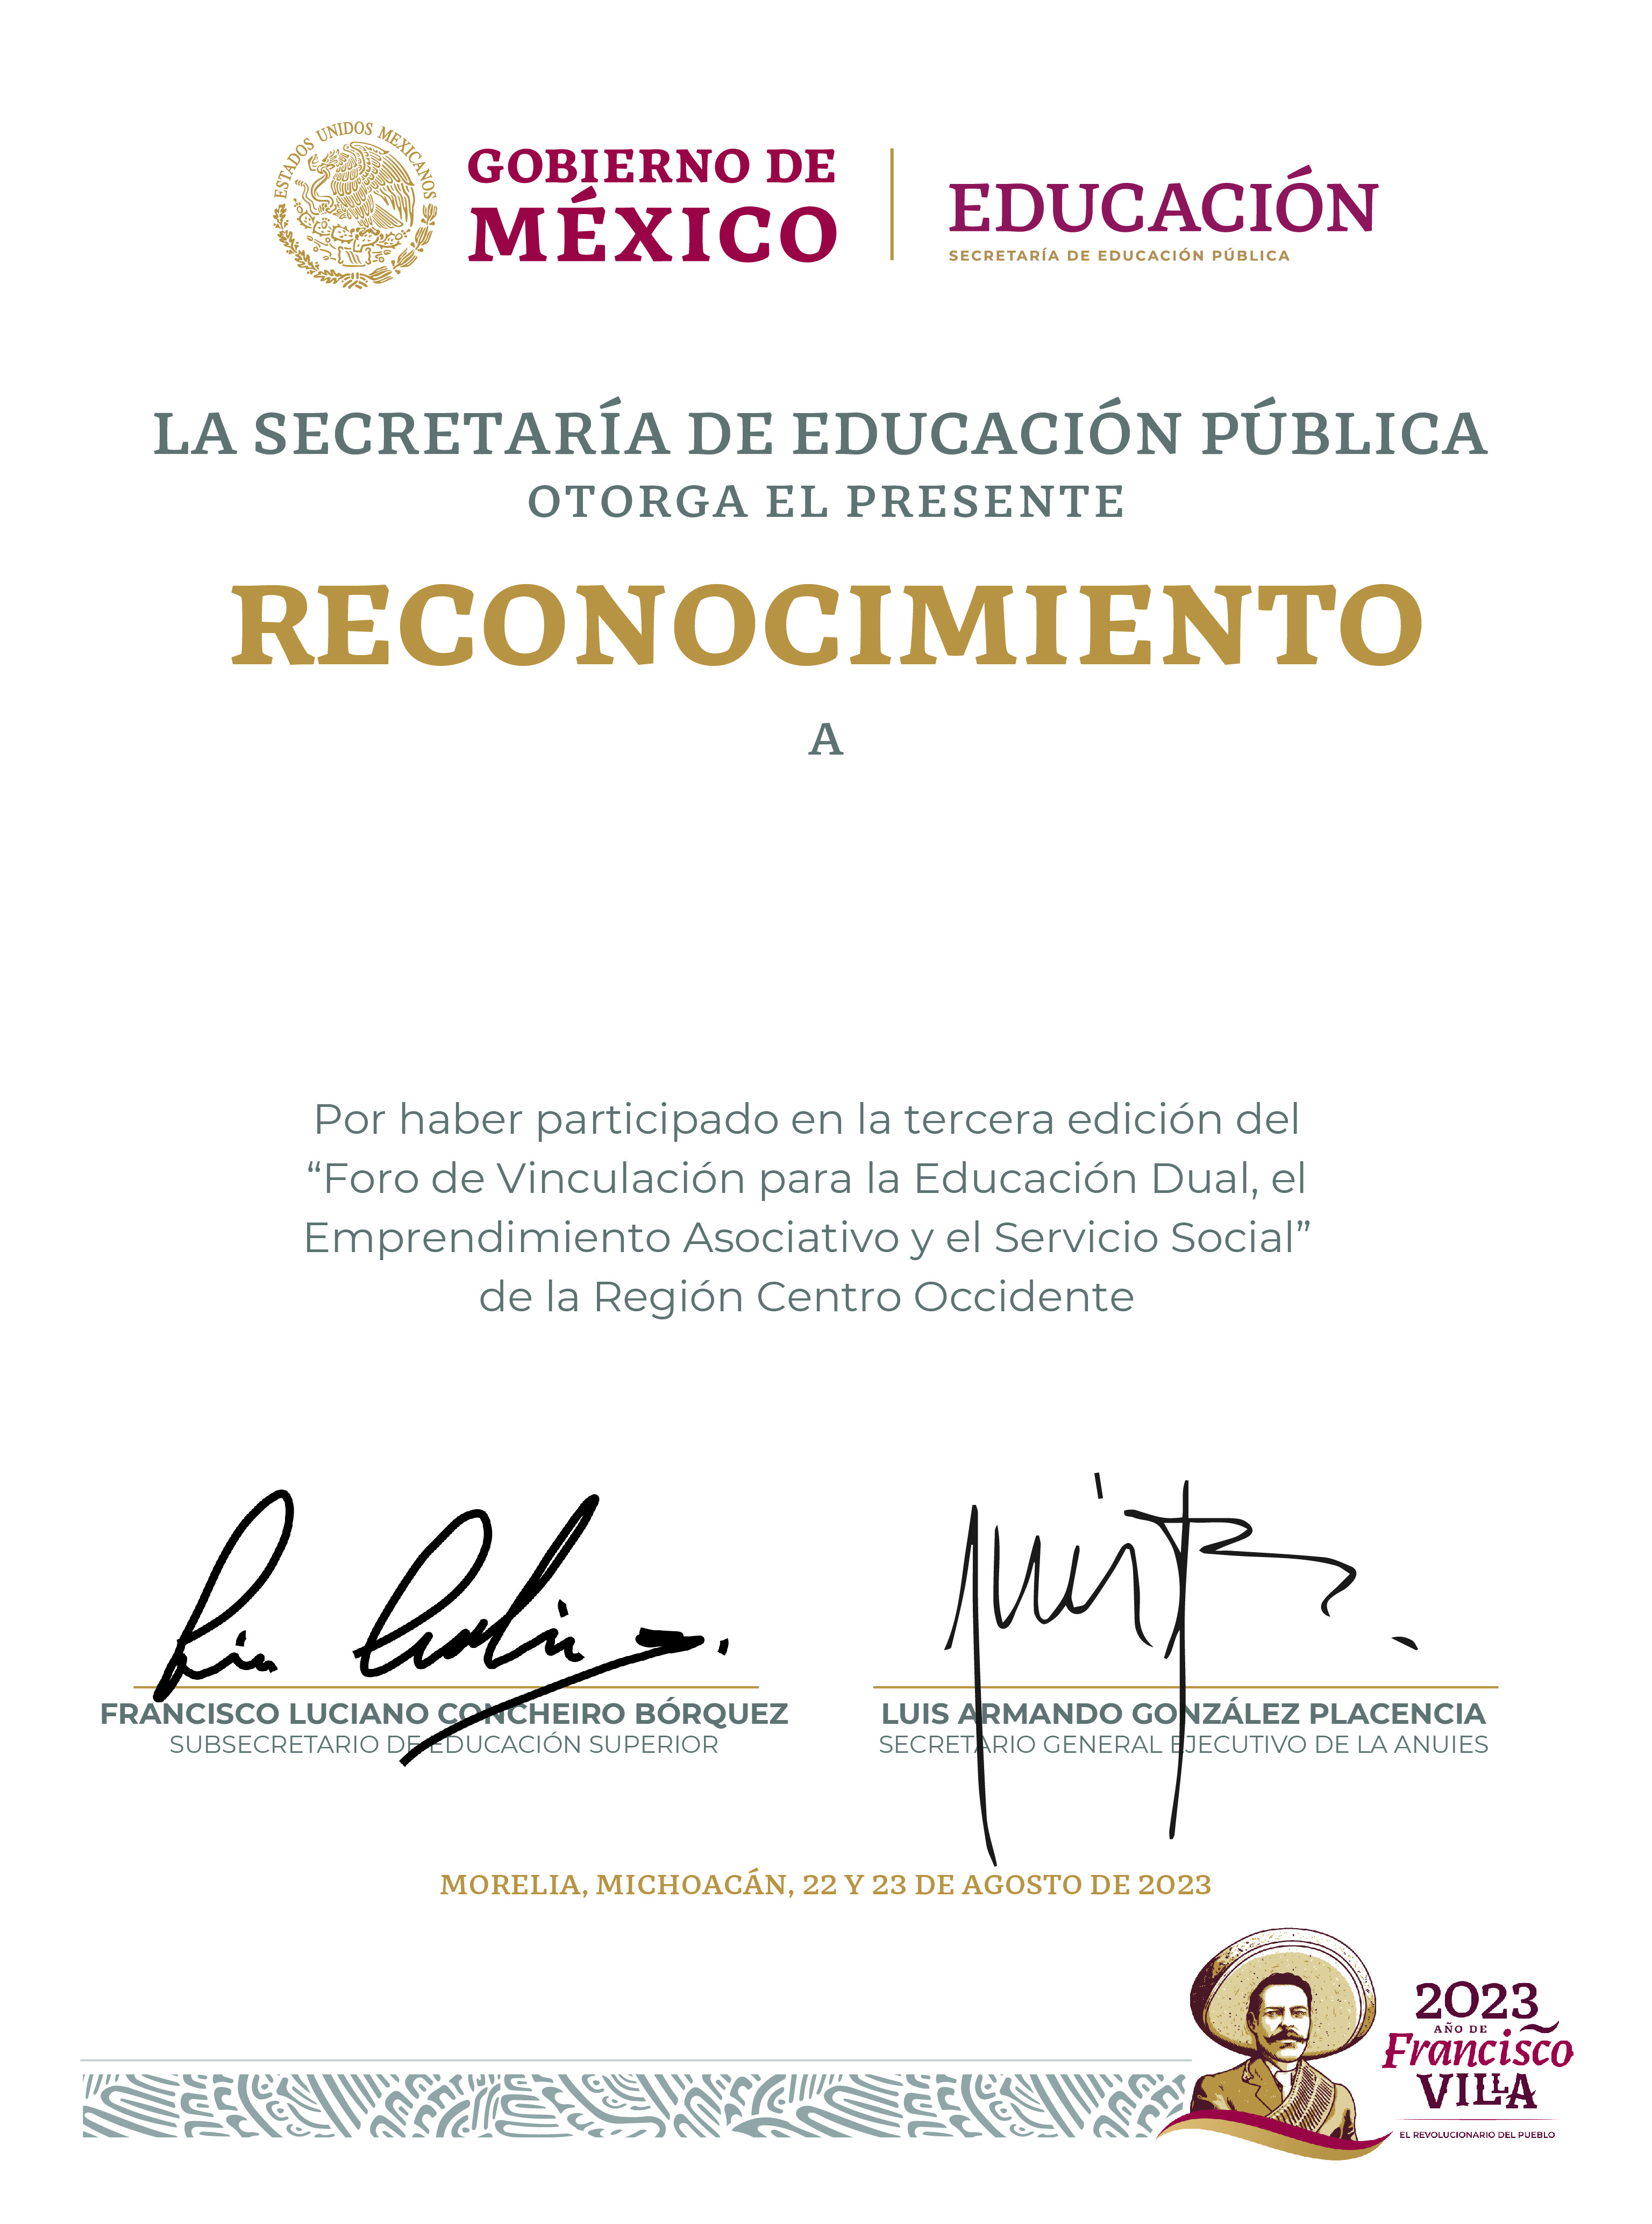 ESTADOS UNIDOS MEXICANOS
GOBIERNO DE
MÉXICO
EDUCACIÓN
SECRETARÍA DE EDUCACIÓN PÚBLICA
LA SECRETARÍA DE EDUCACIÓN PÚBLICA
OTORGA EL PRESENTE
RECONOCIMIENTO
A
Por haber participado en la tercera edición del
“Foro de Vinculación para la Educación Dual, el
Emprendimiento Asociativo y el Servicio Social”
de la Región Centro Occidente
FRANCISCO LUCIANO CONCHEIRO BÓRQUEZ
SUBSECRETARIO DE EDUCACIÓN SUPERIOR
LUIS ARMANDO GONZÁLEZ PLACENCIA
SECRETARIO GENERAL EJECUTIVO DE LA ANUIES
MORELIA, MICHOACÁN, 22 Y 23 DE AGOSTO DE 2023
2023
AÑO DE
Francisco
VILLA
EL REVOLUCIONARIO DEL PUEBLO